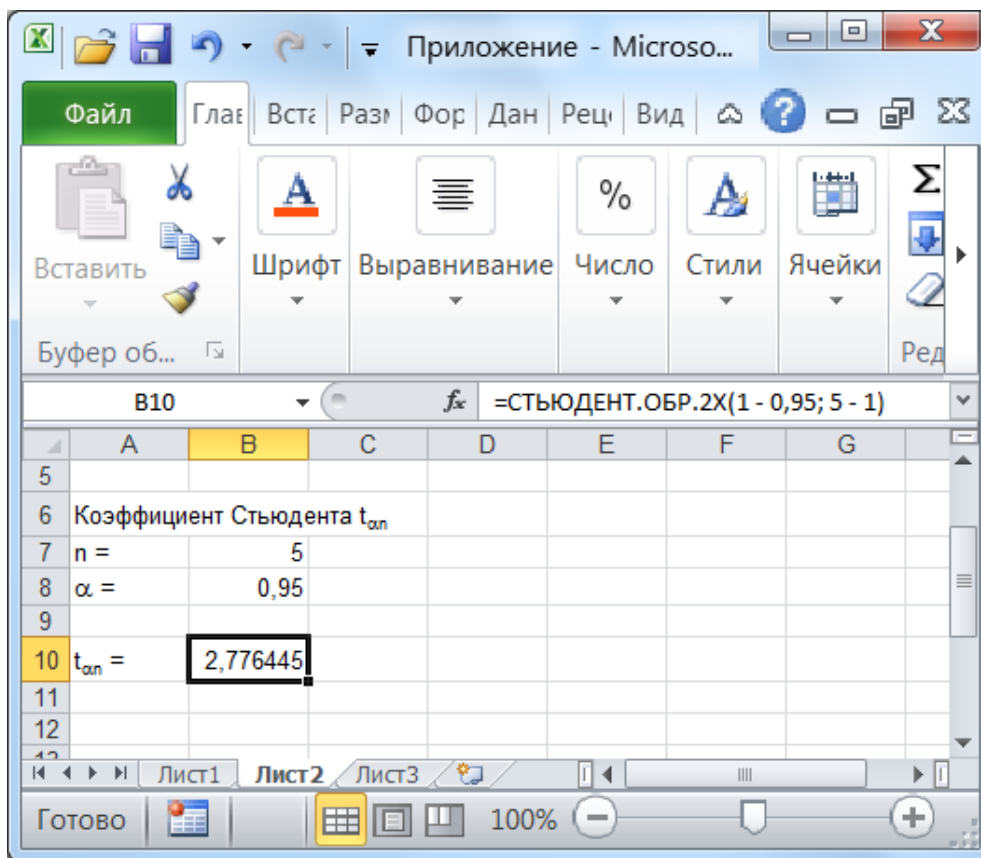 Приложение - Microso...
Файл Глав Вста Разм Фор Дан Реце Вид
Вставить Шрифт Выравнивание % Число Стили Ячейки Σ
Буфер об... Ред
B10 fx =СТЬЮДЕНТ.ОБР.2Х(1 - 0,95; 5 - 1)
A B C D E F G
5
6 Коэффициент Стьюдента tαn
7 n = 5
8 α = 0,95
9
10 tαn = 2,776445
11
12
Лист1 Лист2 Лист3
Готово 100%